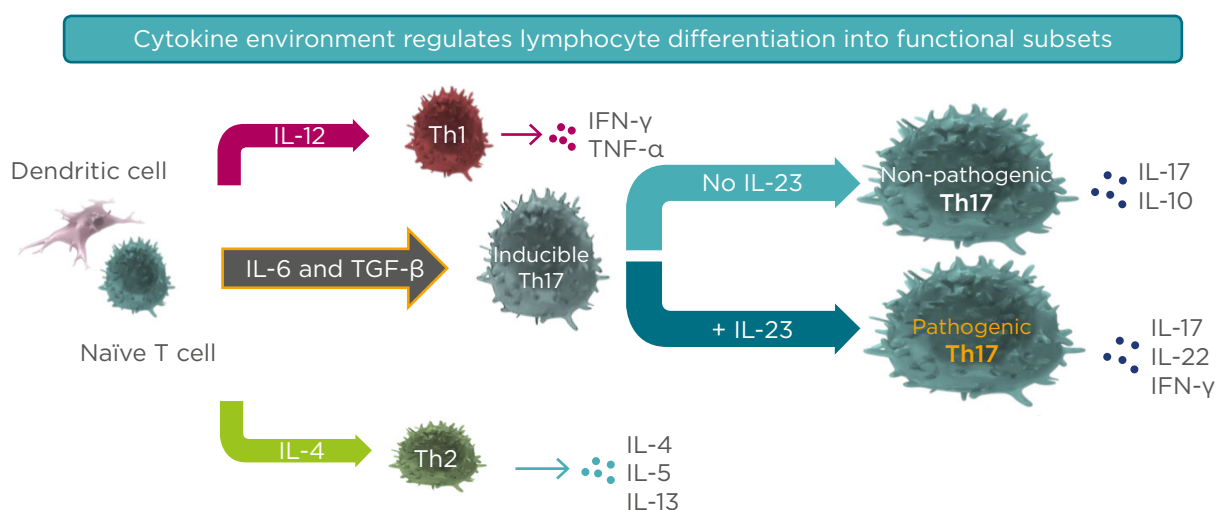 Cytokine environment regulates lymphocyte differentiation into functional subsets
Dendritic cell
Naïve T cell
IL-12
Th1
IFN-γ
TNF-α
IL-6 and TGF-β
Inducible
Th17
No IL-23
Non-pathogenic
Th17
IL-17
IL-10
+ IL-23
Pathogenic
Th17
IL-17
IL-22
IFN-γ
IL-4
Th2
IL-4
IL-5
IL-13